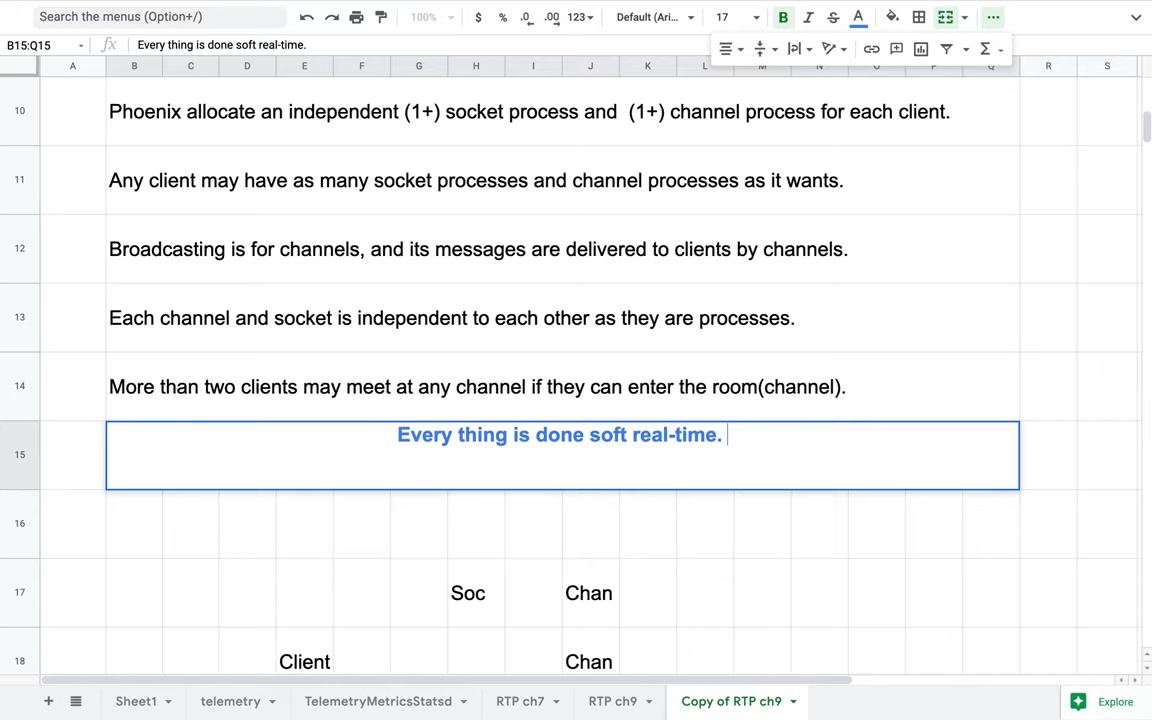 Search the menus (Option+/)
100%
$ % .0 .00 123
Default (Ari...
17
B I S A
B15:Q15
fx
Every thing is done soft real-time.
A B C D E F G H I J K L M N O P Q R S
10 Phoenix allocate an independent (1+) socket process and (1+) channel process for each client.
11 Any client may have as many socket processes and channel processes as it wants.
12 Broadcasting is for channels, and its messages are delivered to clients by channels.
13 Each channel and socket is independent to each other as they are processes.
14 More than two clients may meet at any channel if they can enter the room(channel).
15 Every thing is done soft real-time.
16
17 Soc Chan
18 Client Chan
Sheet1 telemetry TelemetryMetricsStatsd RTP ch7 RTP ch9 Copy of RTP ch9 Explore